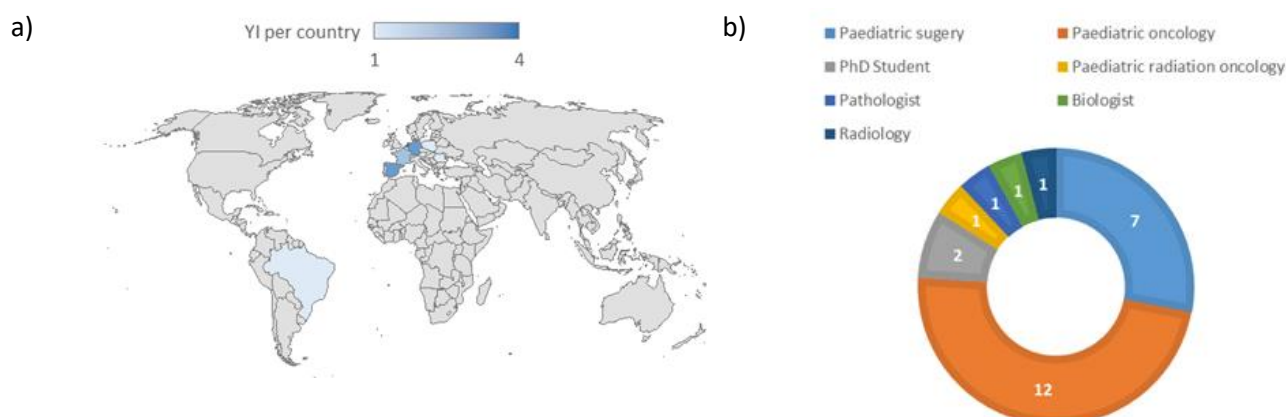 a)
YI per country
1 4
b)
Paediatric sugery
Paediatric oncology
PhD Student
Paediatric radiation oncology
Pathologist
Biologist
Radiology
1
1
1
1
7
2
12